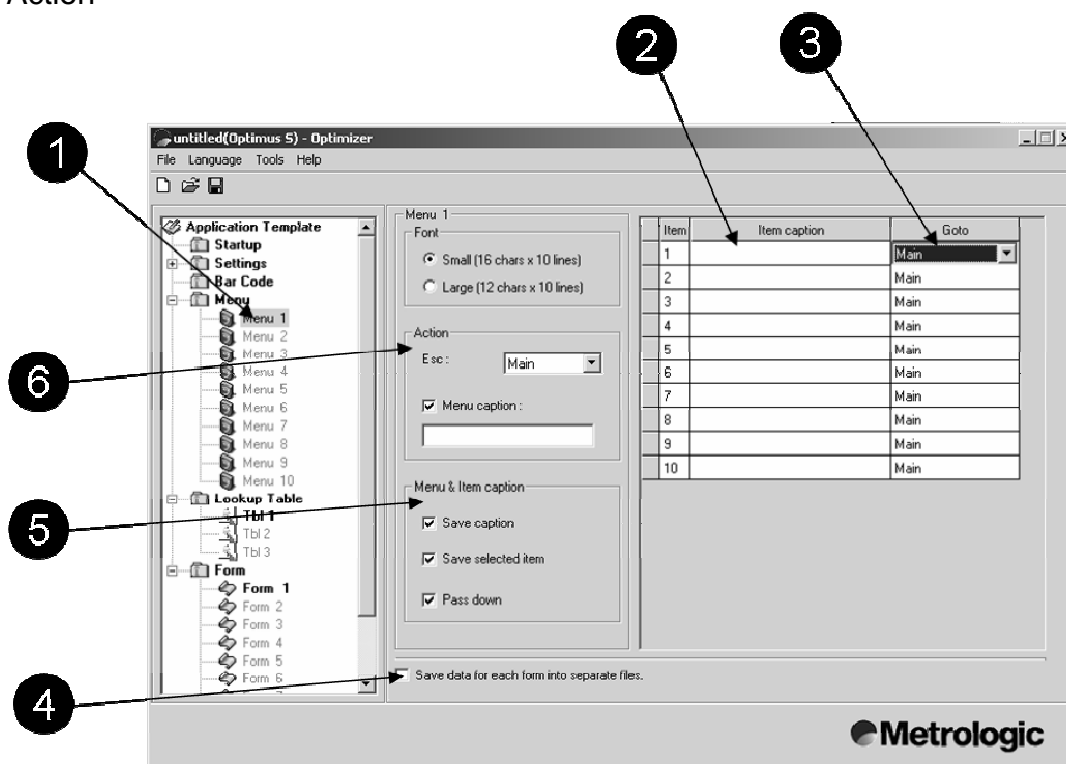 Action
2
3
1
untitled(Optimus S) - Optimizer
File Language Tools Help
Application Template
Startup
Settings
Bar Code
Menu
Menu 1
Menu 2
Menu 3
Menu 4
Menu 5
Menu 6
Menu 7
Menu 8
Menu 9
Menu 10
Lookup Table
Tbl 1
Tbl 2
Tbl 3
Form
Form 1
Form 2
Form 3
Form 4
Form 5
Form 6
Menu 1
Font
Small (16 chars x 10 lines)
Large (12 chars x 10 lines)
Action
Esc : Main
Menu caption :
Menu & Item caption
Save caption
Save selected item
Pass down
Item Item caption Goto
1 Main
2 Main
3 Main
4 Main
5 Main
6 Main
7 Main
8 Main
9 Main
10 Main
6
5
4
Save data for each form into separate files.
Metrologic